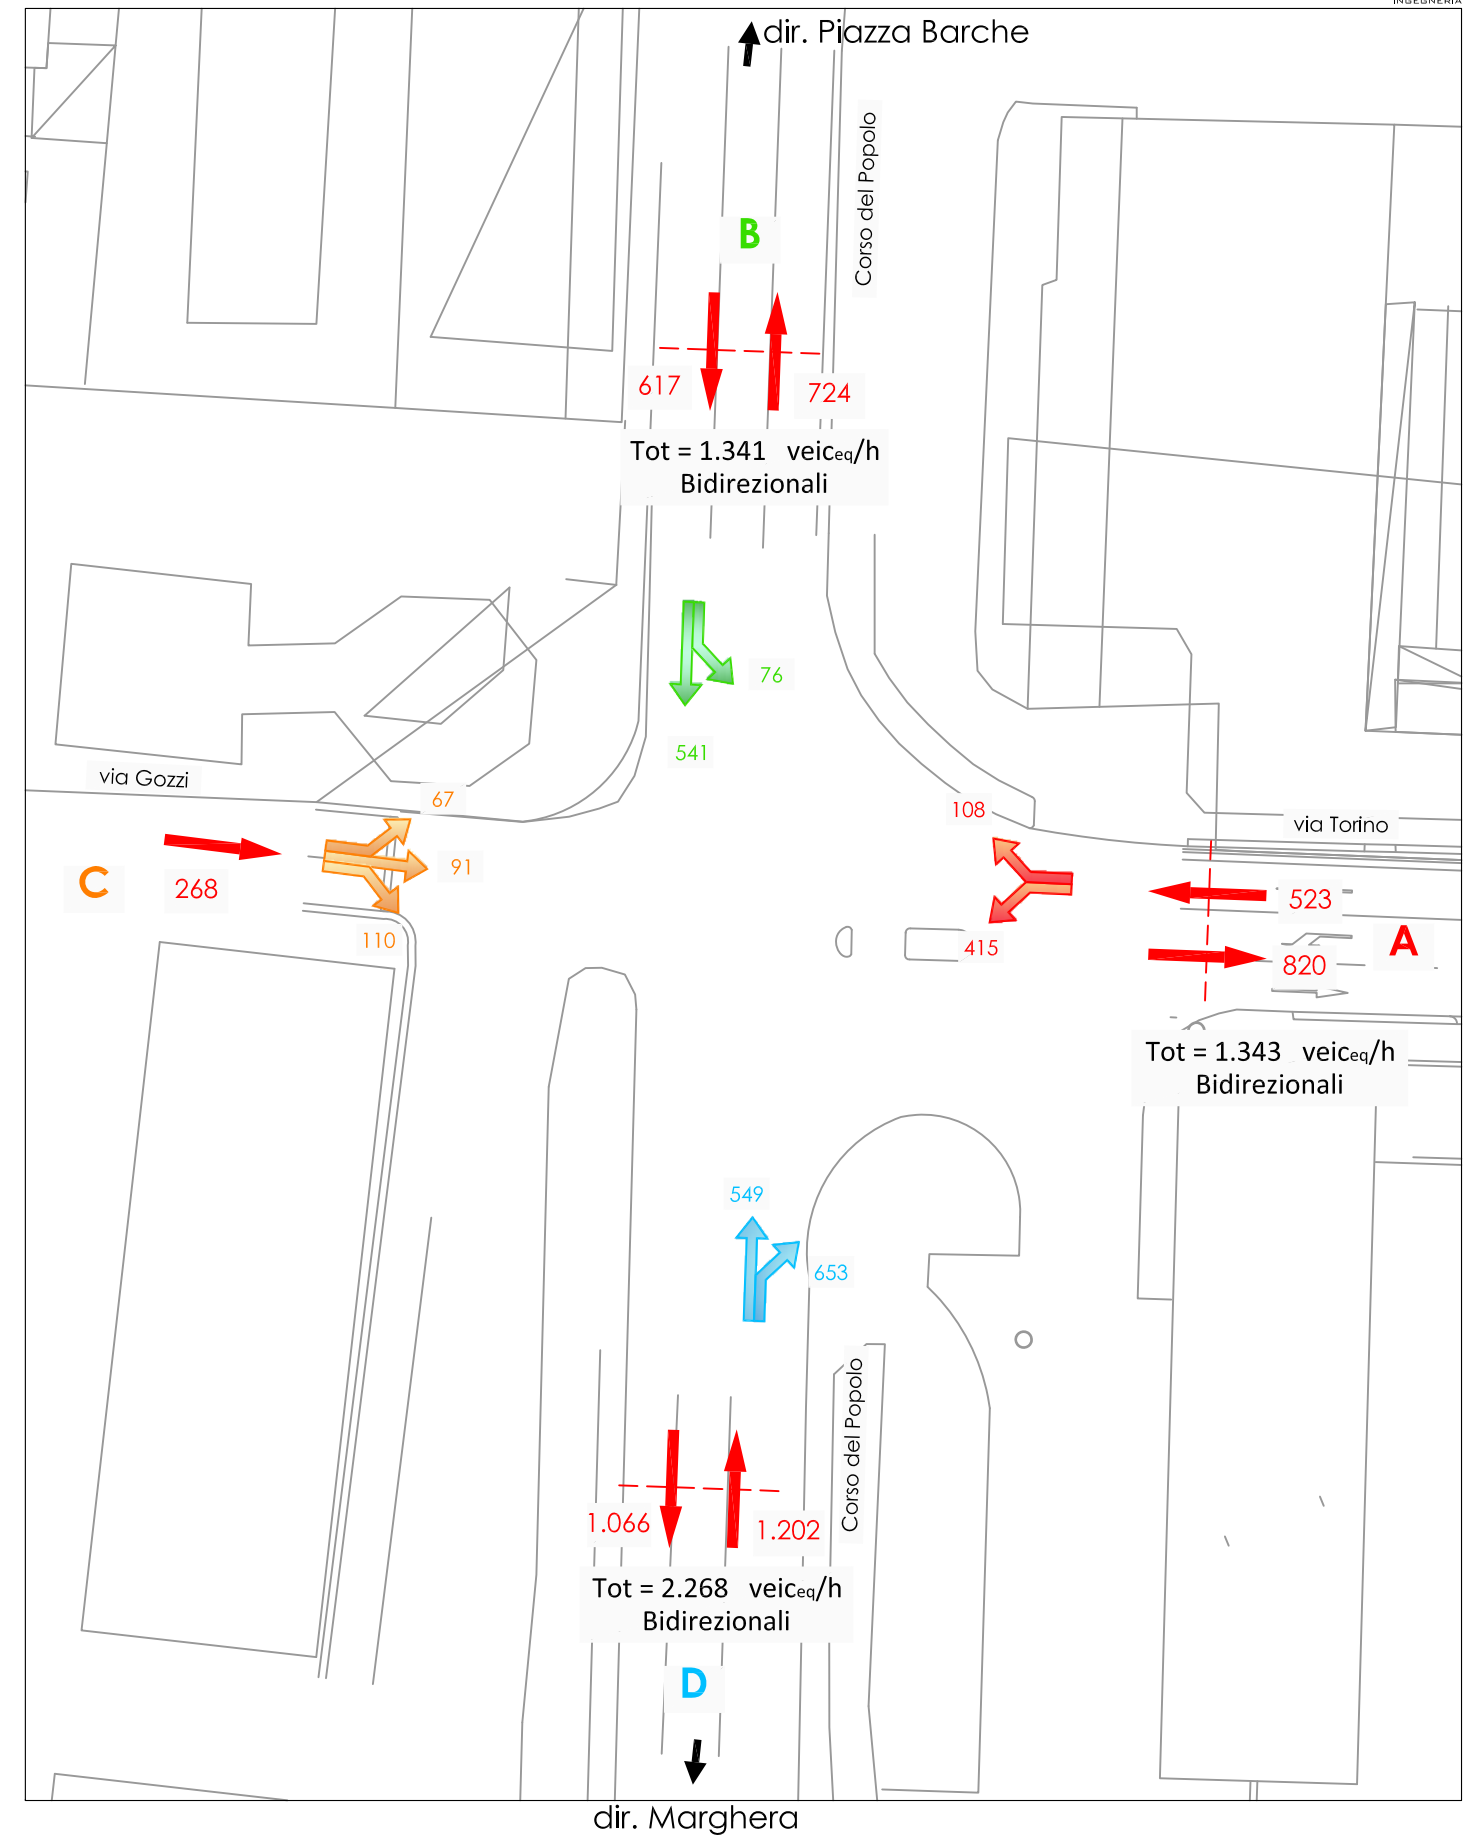 INGEGNERIA
dir. Piazza Barche
Corso del Popolo
B
617
724
Tot = 1.341 veiceq/h
Bidirezionali
76
541
via Gozzi
67
91
C
268
110
108
via Torino
523
415
A
820
Tot = 1.343 veiceq/h
Bidirezionali
549
653
Corso del Popolo
1.066
1.202
Tot = 2.268 veiceq/h
Bidirezionali
D
dir. Marghera